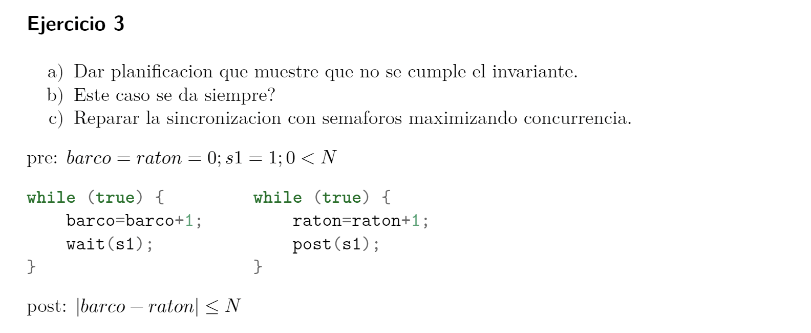 Ejercicio 3
a) Dar planificacion que muestre que no se cumple el invariante.
b) Este caso se da siempre?
c) Reparar la sincronizacion con semaforos maximizando concurrencia.
pre: barco = raton = 0; s1 = 1; 0 < N
while (true) { while (true) {
barco=barco+1; raton=raton+1;
wait(s1); post(s1);
} }
post: |barco − raton| ≤ N